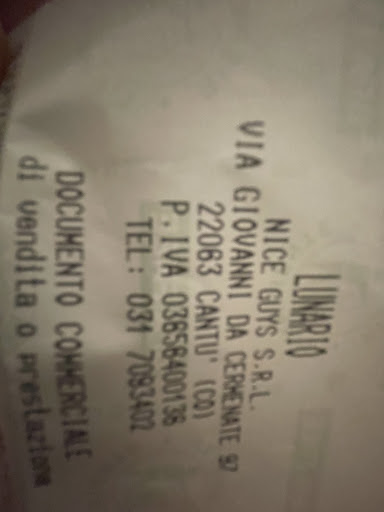 LUNARIO
NICE GUYS S.R.L.
VIA GIOVANNI DA CERMENATE 97
22063 CANTU' (CO)
P.IVA 03656400136
TEL: 031 7093402
DOCUMENTO COMMERCIALE
di vendita o prestazione